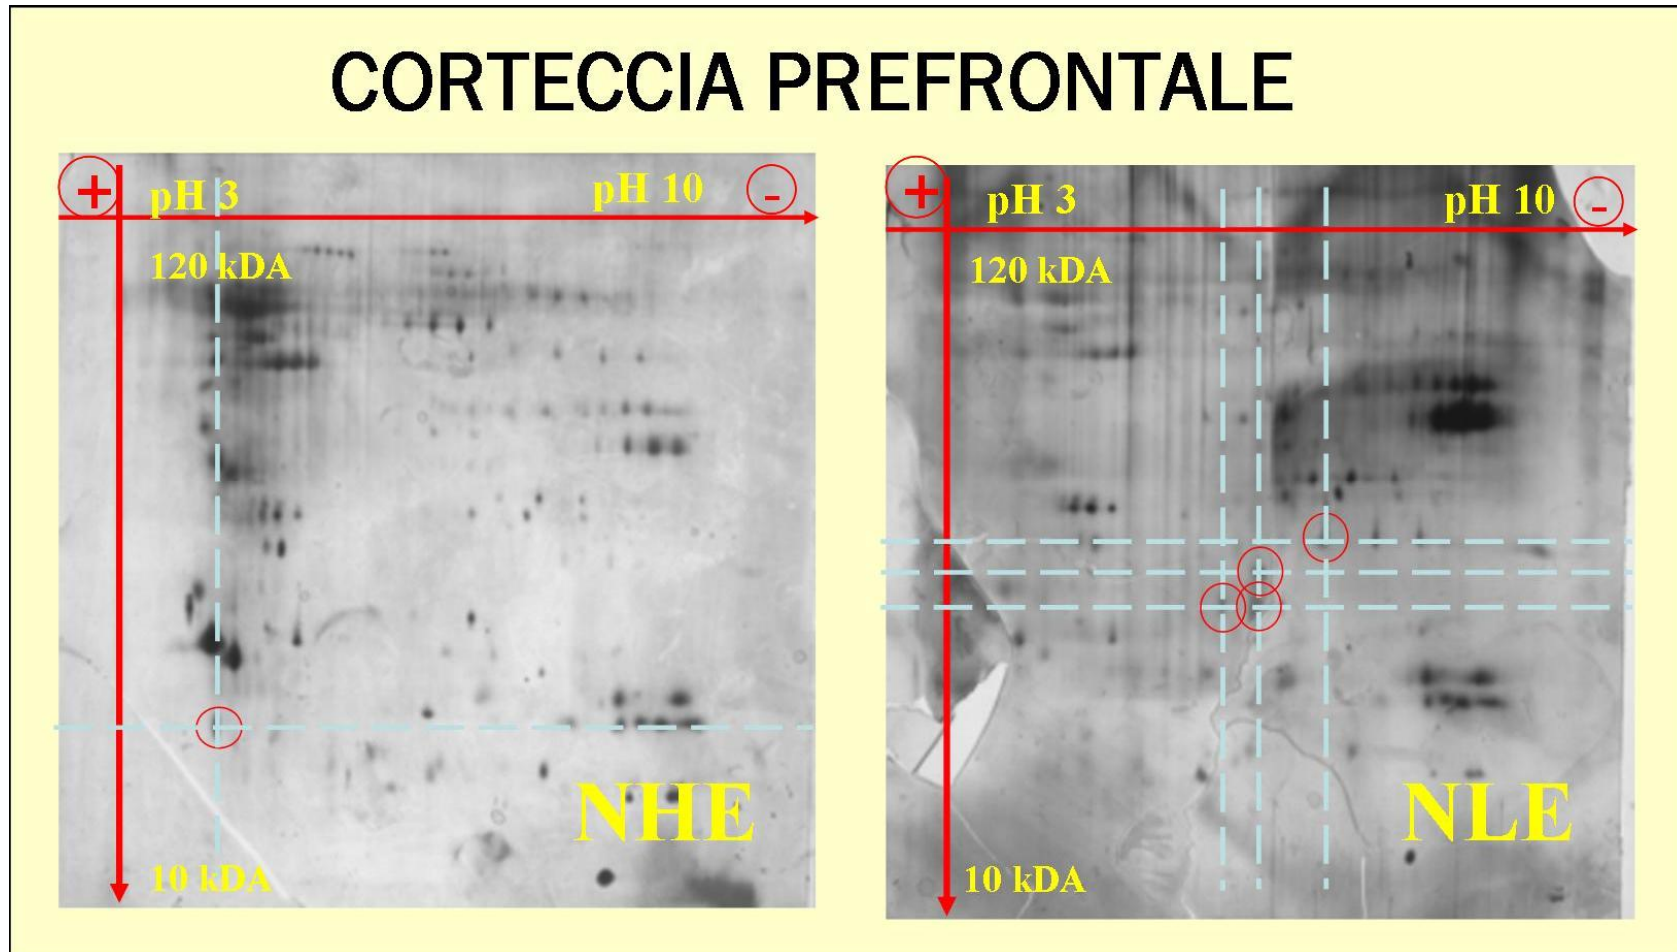 CORTECCIA PREFRONTALE
+ pH 3 pH 10 -
120 kDA
NHE
10 kDA
+ pH 3 pH 10 -
120 kDA
NLE
10 kDA